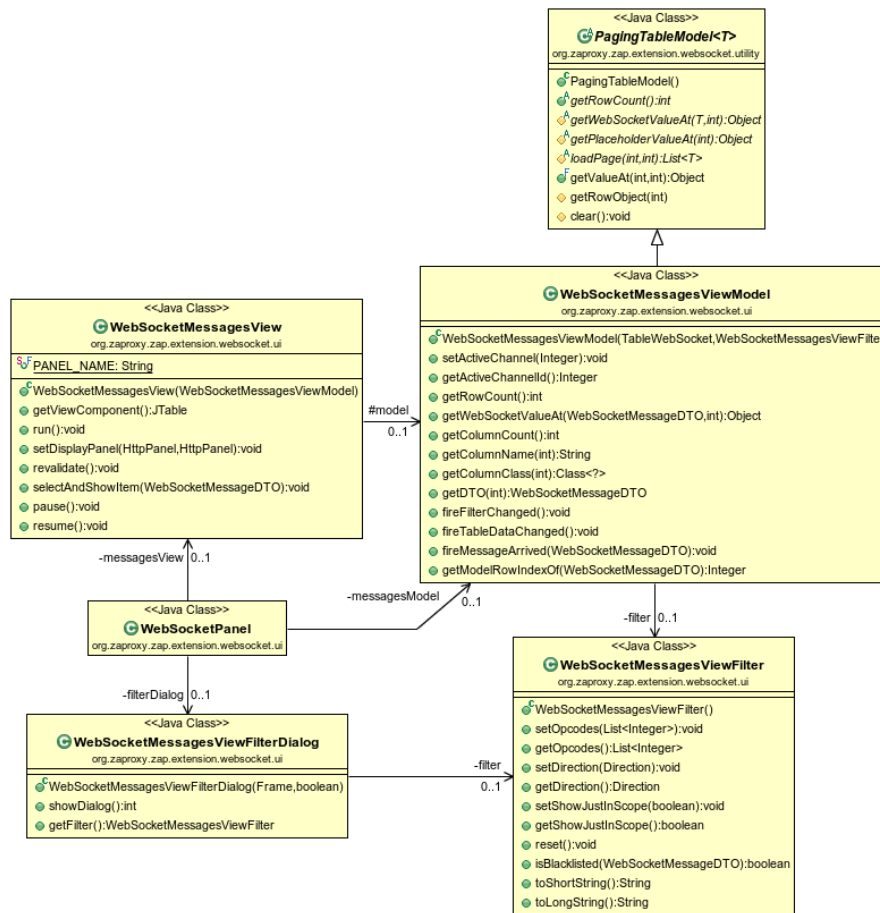 <<Java Class>>
PagingTableModel<T>
org.zaproxy.zap.extension.websocket.utility
PagingTableModel()
getRowCount():int
getWebSocketValueAt(T,int):Object
getPlaceholderValueAt(int):Object
loadPage(int,int):List<T>
getValueAt(int,int):Object
getRowObject(int)
clear():void
<<Java Class>>
WebSocketMessagesView
org.zaproxy.zap.extension.websocket.ui
PANEL_NAME: String
WebSocketMessagesView(WebSocketMessagesViewModel)
getViewComponent():JTable
run():void
setDisplayPanel(HttpPanel,HttpPanel):void
revalidate():void
selectAndShowItem(WebSocketMessageDTO):void
pause():void
resume():void
#model
0..1
<<Java Class>>
WebSocketMessagesViewModel
org.zaproxy.zap.extension.websocket.ui
WebSocketMessagesViewModel(TableWebSocket,WebSocketMessagesViewFilte
setActiveChannel(Integer):void
getActiveChannelId():Integer
getRowCount():int
getWebSocketValueAt(WebSocketMessageDTO,int):Object
getColumnCount():int
getColumnName(int):String
getColumnClass(int):Class<?>
getDTO(int):WebSocketMessageDTO
fireFilterChanged():void
fireTableDataChanged():void
fireMessageArrived(WebSocketMessageDTO):void
getModelRowIndexOf(WebSocketMessageDTO):Integer
-messagesView 0..1
-messagesModel
0..1
<<Java Class>>
WebSocketPanel
org.zaproxy.zap.extension.websocket.ui
-filter 0..1
-filterDialog 0..1
<<Java Class>>
WebSocketMessagesViewFilterDialog
org.zaproxy.zap.extension.websocket.ui
WebSocketMessagesViewFilterDialog(Frame,boolean)
showDialog():int
getFilter():WebSocketMessagesViewFilter
-filter
0..1
<<Java Class>>
WebSocketMessagesViewFilter
org.zaproxy.zap.extension.websocket.ui
WebSocketMessagesViewFilter()
setOpcodes(List<Integer>):void
getOpcodes():List<Integer>
setDirection(Direction):void
getDirection():Direction
setShowJustInScope(boolean):void
getShowJustInScope():boolean
reset():void
isBlacklisted(WebSocketMessageDTO):boolean
toShortString():String
toLongString():String